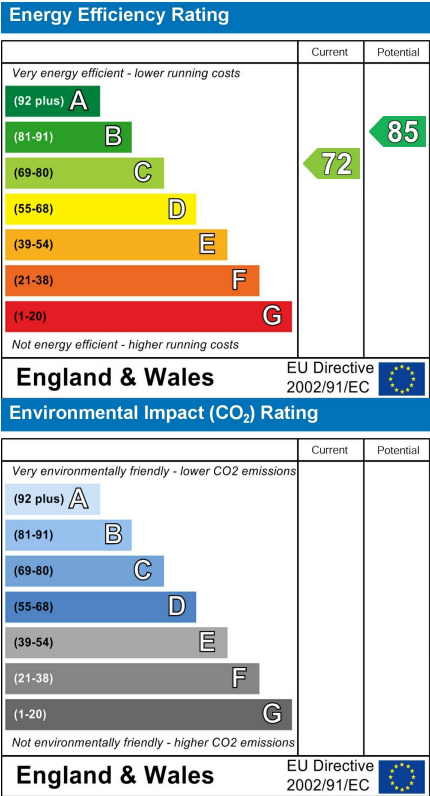 Energy Efficiency Rating
Current Potential
Very energy efficient - lower running costs
(92 plus) A
(81-91) B
(69-80) C
(55-68) D
(39-54) E
(21-38) F
(1-20) G
72
85
Not energy efficient - higher running costs
England & Wales
EU Directive
2002/91/EC
Environmental Impact (CO₂) Rating
Current Potential
Very environmentally friendly - lower CO2 emissions
(92 plus) A
(81-91) B
(69-80) C
(55-68) D
(39-54) E
(21-38) F
(1-20) G
Not environmentally friendly - higher CO2 emissions
England & Wales
EU Directive
2002/91/EC